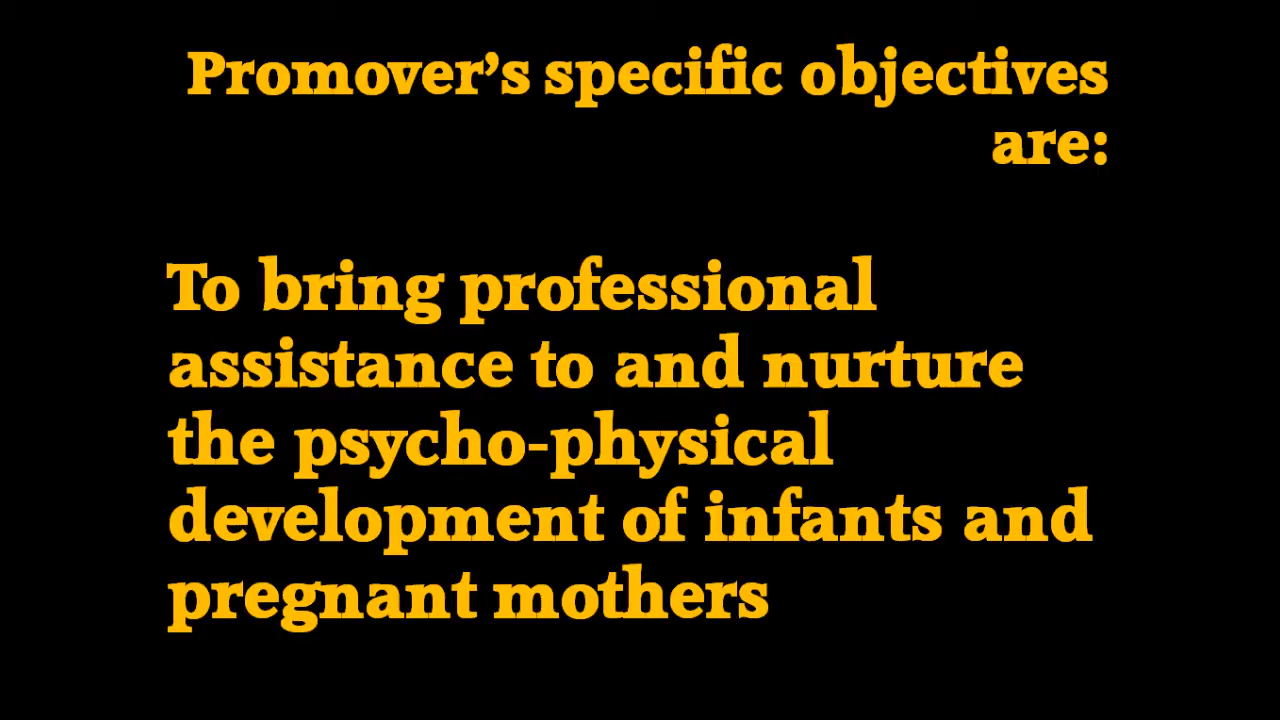 Promover’s specific objectives
are:
To bring professional
assistance to and nurture
the psycho-physical
development of infants and
pregnant mothers